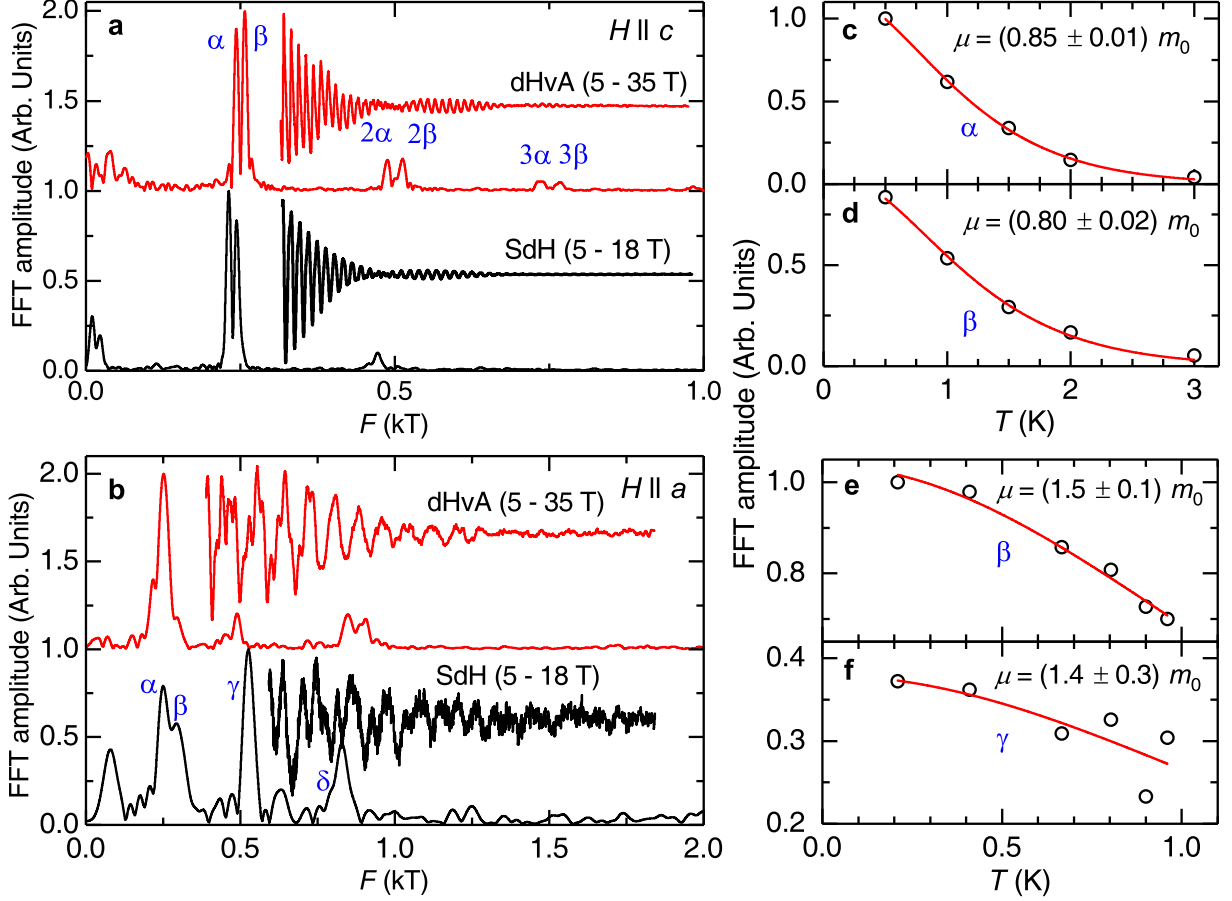 a
H ll c
α
β
dHvA (5 - 35 T)
2α 2β
3α 3β
SdH (5 - 18 T)
FFT amplitude (Arb. Units)
2.0
1.5
1.0
0.5
0.0
0.0
0.5
1.0
F (kT)
b
H ll a
dHvA (5 - 35 T)
SdH (5 - 18 T)
α
β
γ
δ
FFT amplitude (Arb. Units)
2.0
1.5
1.0
0.5
0.0
0.0
0.5
1.0
1.5
2.0
F (kT)
c
μ = (0.85 ± 0.01) m0
α
1.0
0.5
0.0
d
μ = (0.80 ± 0.02) m0
β
0.5
0.0
0
1
2
3
T (K)
FFT amplitude (Arb. Units)
e
μ = (1.5 ± 0.1) m0
β
1.0
0.8
f
μ = (1.4 ± 0.3) m0
γ
0.4
0.3
0.2
0.0
0.5
1.0
T (K)